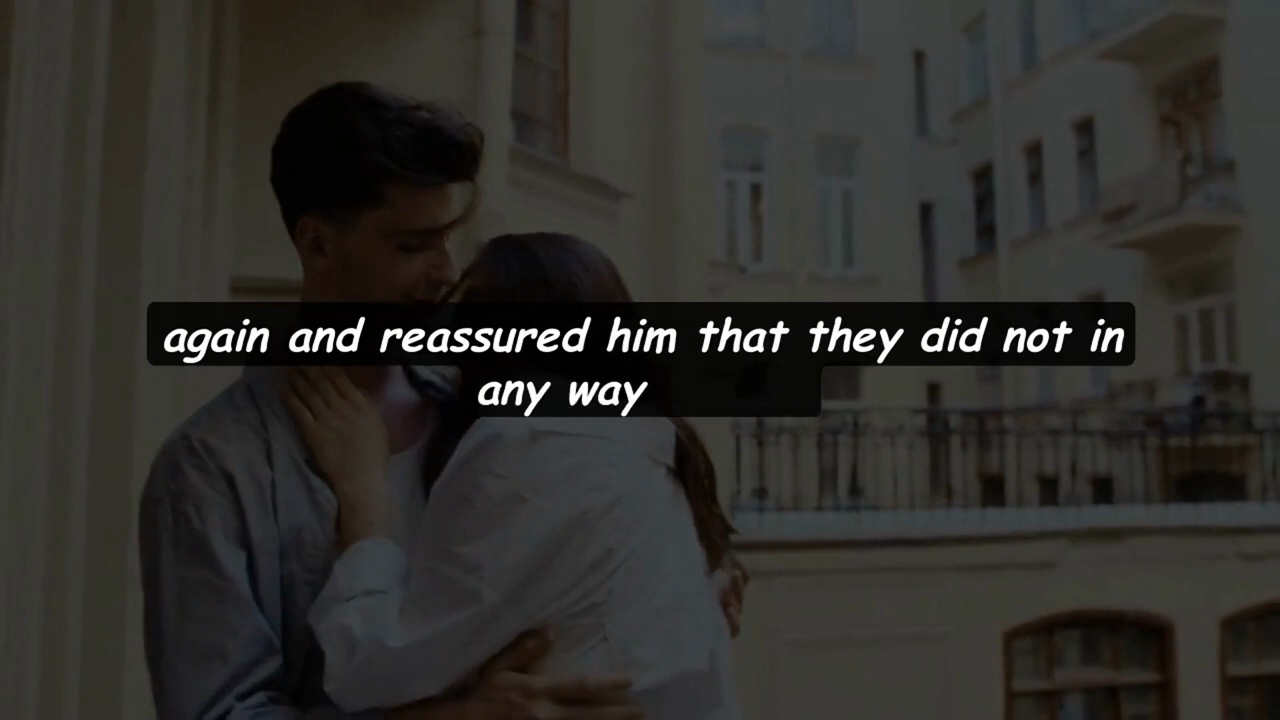 again and reassured him that they did not in
any way